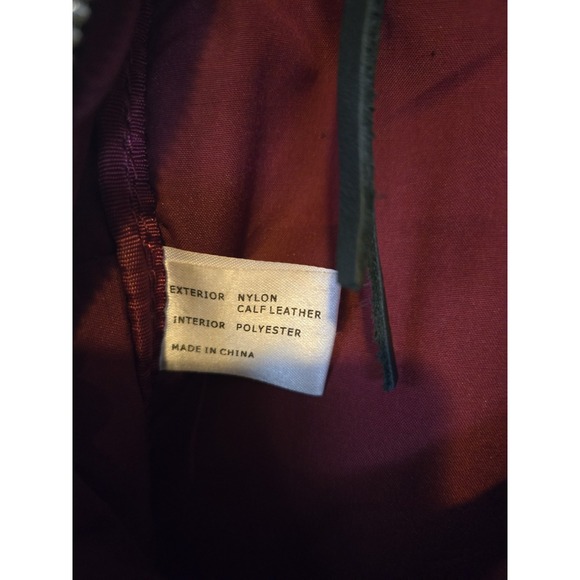 EXTERIOR NYLON
CALF LEATHER
INTERIOR POLYESTER
MADE IN CHINA